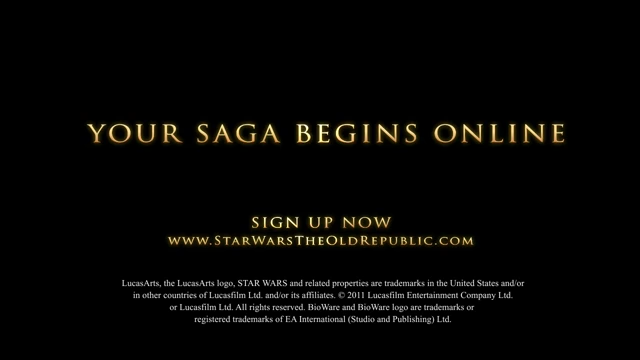 YOUR SAGA BEGINS ONLINE
SIGN UP NOW
WWW.STARWARSTHEOLDREPUBLIC.COM
LucasArts, the LucasArts logo, STAR WARS and related properties are trademarks in the United States and/or
in other countries of Lucasfilm Ltd. and/or its affiliates. © 2011 Lucasfilm Entertainment Company Ltd.
or Lucasfilm Ltd. All rights reserved. BioWare and BioWare logo are trademarks or
registered trademarks of EA International (Studio and Publishing) Ltd.